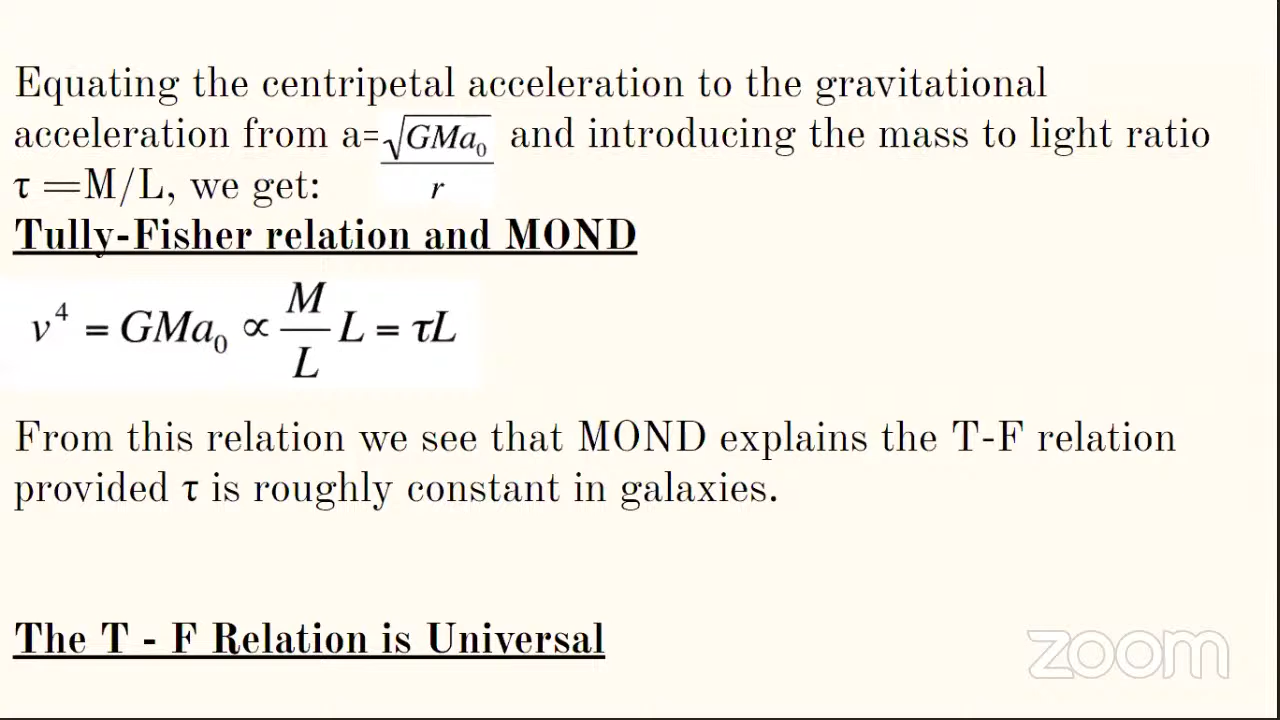 Equating the centripetal acceleration to the gravitational
acceleration from a=√GMa₀/r and introducing the mass to light ratio
τ =M/L, we get:
Tully-Fisher relation and MOND
v⁴ = GMa₀ ∝ M/L L = τL
From this relation we see that MOND explains the T-F relation
provided τ is roughly constant in galaxies.
The T - F Relation is Universal
zoom